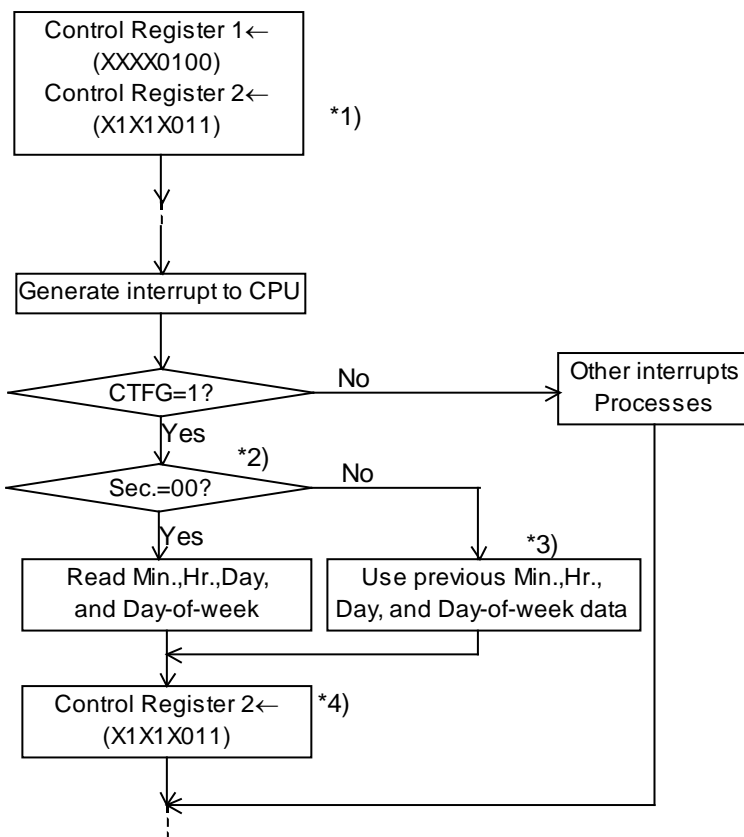 Control Register 1←
(XXXX0100)
Control Register 2←
(X1X1X011)
*1)
Generate interrupt to CPU
CTFG=1?
No
Other interrupts
Processes
Yes
*2)
Sec.=00?
No
Yes
*3)
Read Min.,Hr.,Day,
and Day-of-week
Use previous Min.,Hr.,
Day, and Day-of-week data
Control Register 2←
(X1X1X011)
*4)